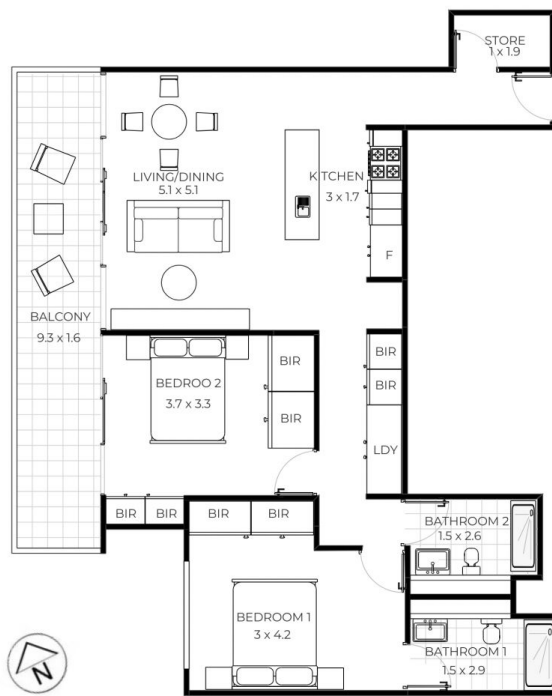 STORE
1 x 1.9
LIVING/DINING
5.1 x 5.1
KITCHEN
3 x 1.7
F
BALCONY
9.3 x 1.6
BIR
BIR
BEDROO 2
3.7 x 3.3
BIR
BIR
LDY
BIR
BIR
BIR
BIR
BATHROOM 2
1.5 x 2.6
BEDROOM 1
3 x 4.2
BATHROOM 1
1.5 x 2.9
N